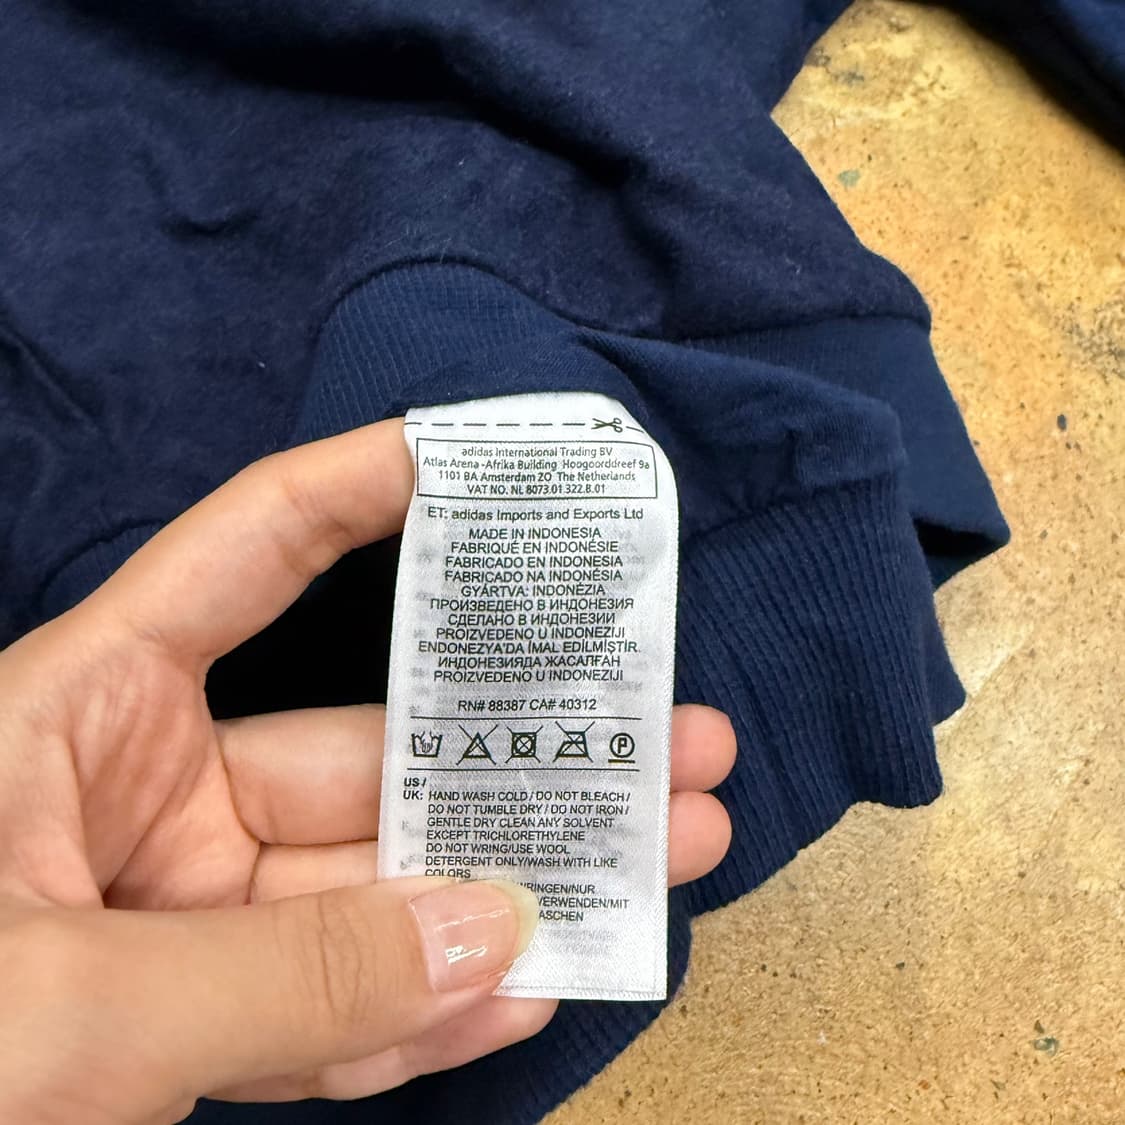 adidas International Trading BV
Atlas Arena -Afrika Building Hoogoorddreef 9a
1101 BA Amsterdam ZO The Netherlands
VAT NO. NL 8073.01.322.B.01
ET: adidas Imports and Exports Ltd
MADE IN INDONESIA
FABRIQUÉ EN INDONÉSIE
FABRICADO EN INDONESIA
FABRICADO NA INDONÉSIA
GYÁRTVA: INDONÉZIA
ПРОИЗВЕДЕНО В ИНДОНЕЗИЯ
СДЕЛАНО В ИНДОНЕЗИИ
PROIZVEDENO U INDONEZIJI
ENDONEZYA'DA İMAL EDİLMİŞTİR.
ИНДОНЕЗИЯДА ЖАСАЛҒАН
PROIZVEDENO U INDONEZIJI
RN# 88387 CA# 40312
P
US /
UK: HAND WASH COLD / DO NOT BLEACH /
DO NOT TUMBLE DRY / DO NOT IRON /
GENTLE DRY CLEAN ANY SOLVENT
EXCEPT TRICHLORETHYLENE
DO NOT WRING/USE WOOL
DETERGENT ONLY/WASH WITH LIKE
COLORS
WRINGEN/NUR
VERWENDEN/MIT
ASCHEN